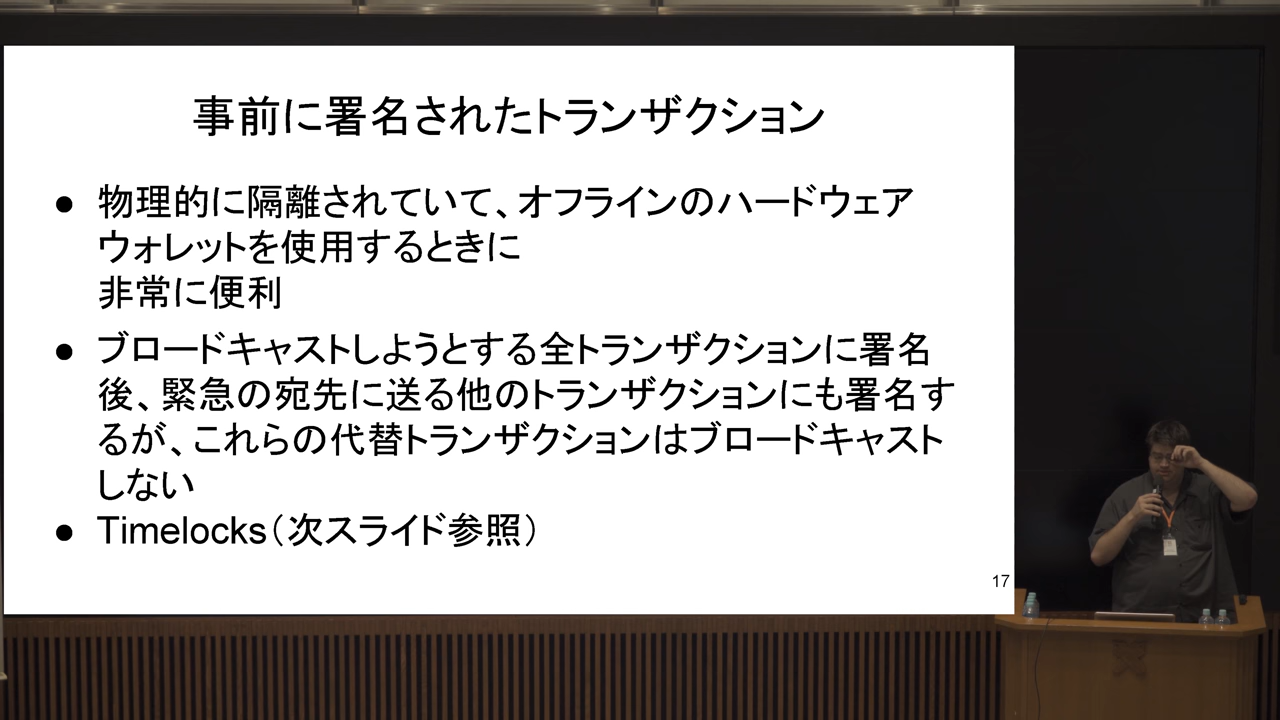 事前に署名されたトランザクション
● 物理的に隔離されていて、オフラインのハードウェア
ウォレットを使用するときに
非常に便利
● ブロードキャストしようとする全トランザクションに署名
後、緊急の宛先に送る他のトランザクションにも署名す
るが、これらの代替トランザクションはブロードキャスト
しない
● Timelocks（次スライド参照）
17